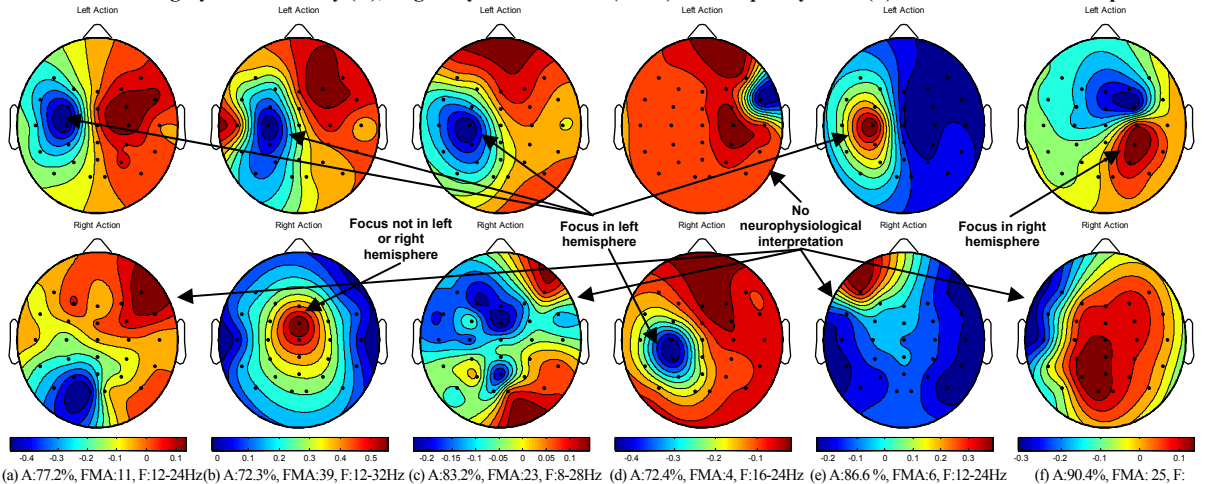 Left Action Left Action Left Action Left Action Left Action Left Action
Right Action Right Action Right Action Right Action Right Action Right Action
Focus not in left
or right
hemisphere
Focus in left
hemisphere
No
neurophysiological
interpretation
Focus in right
hemisphere
-0.4 -0.3 -0.2 -0.1 0 0.1 0 0.1 0.2 0.3 0.4 0.5 -0.2 -0.15 -0.1 -0.05 0 0.05 0.1 -0.4 -0.3 -0.2 -0.1 -0.2 -0.1 0 0.1 0.2 0.3 -0.3 -0.2 -0.1 0 0.1
(a) A:77.2%, FMA:11, F:12-24Hz (b) A:72.3%, FMA:39, F:12-32Hz (c) A:83.2%, FMA:23, F:8-28Hz (d) A:72.4%, FMA:4, F:16-24Hz (e) A:86.6 %, FMA:6, F:12-24Hz (f) A:90.4%, FMA: 25, F: